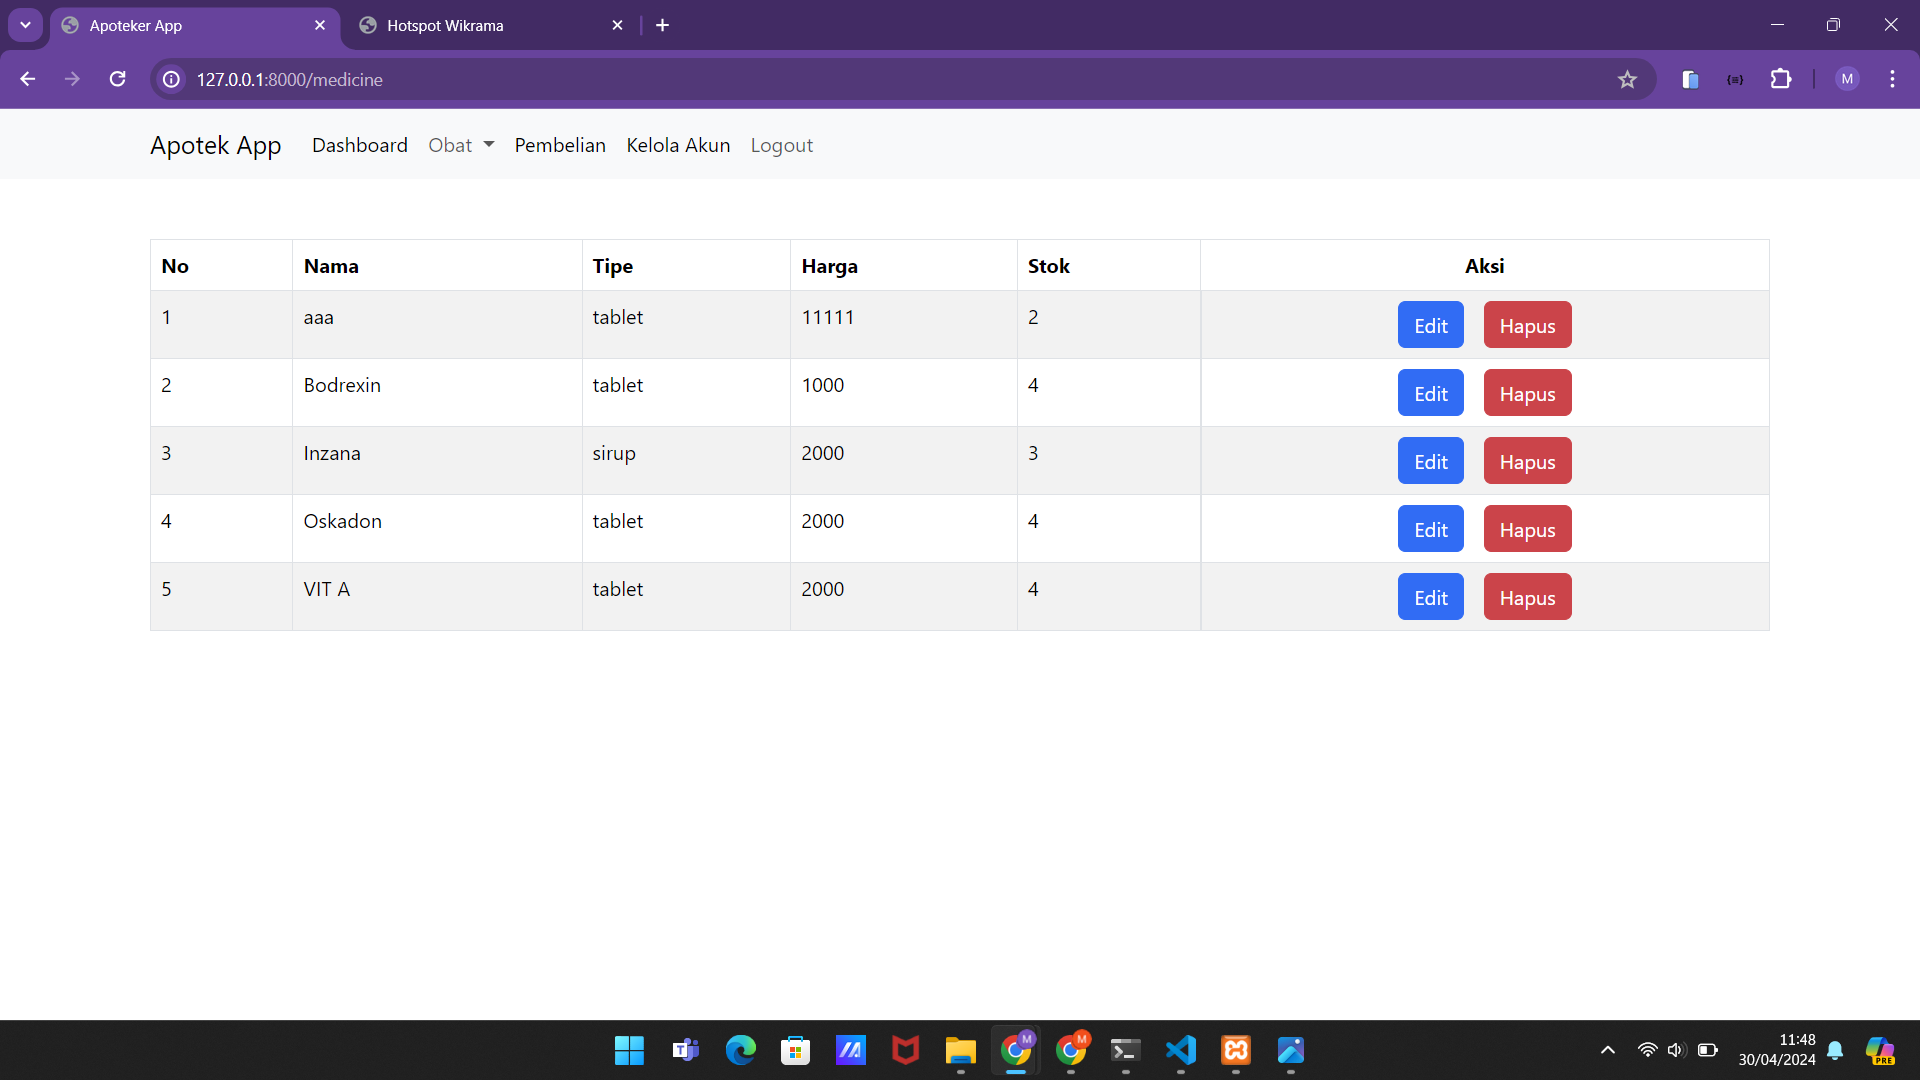 Apoteker App
Hotspot Wikrama
127.0.0.1:8000/medicine
M
Apotek App Dashboard Obat Pembelian Kelola Akun Logout
No Nama Tipe Harga Stok Aksi
1 aaa tablet 11111 2 Edit Hapus
2 Bodrexin tablet 1000 4 Edit Hapus
3 Inzana sirup 2000 3 Edit Hapus
4 Oskadon tablet 2000 4 Edit Hapus
5 VIT A tablet 2000 4 Edit Hapus
T
M
M
11:48
30/04/2024
PRE